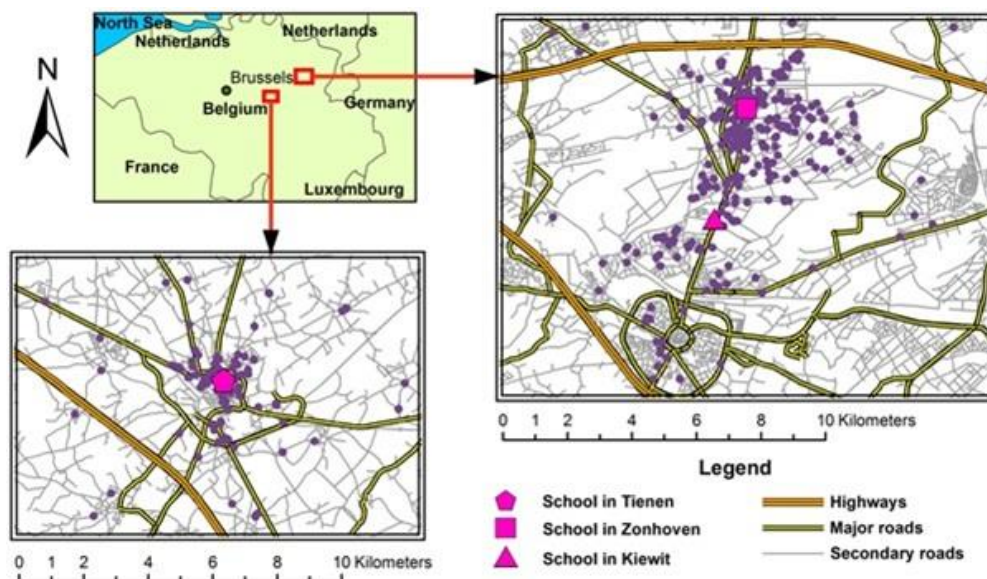 North Sea
Netherlands
Netherlands
N
Brussels
Belgium
Germany
France
Luxembourg
0 1 2 4 6 8 10 Kilometers
0 1 2 4 6 8 10 Kilometers
Legend
School in Tienen
Highways
School in Zonhoven
Major roads
School in Kiewit
Secondary roads